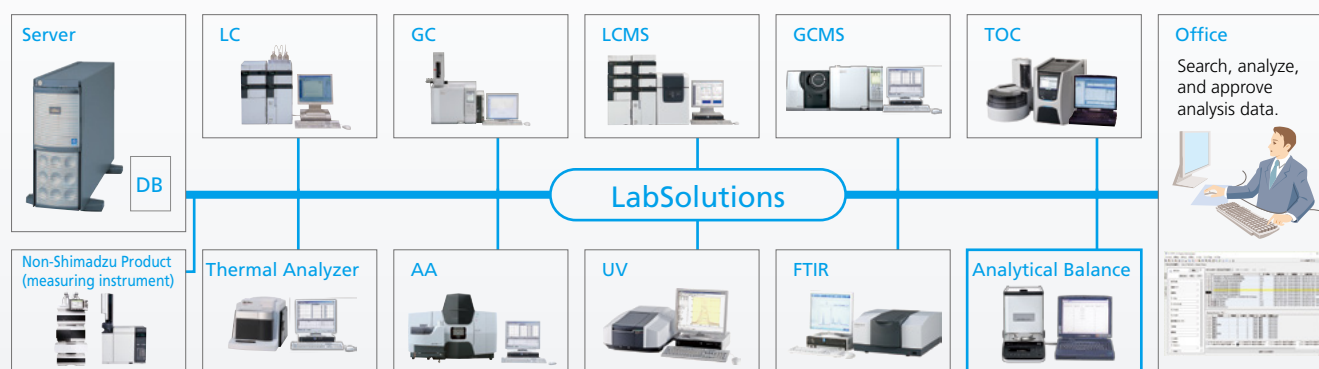 Server
LC
GC
LCMS
GCMS
TOC
Office
Search, analyze,
and approve
analysis data.
DB
LabSolutions
Non-Shimadzu Product
(measuring instrument)
Thermal Analyzer
AA
UV
FTIR
Analytical Balance